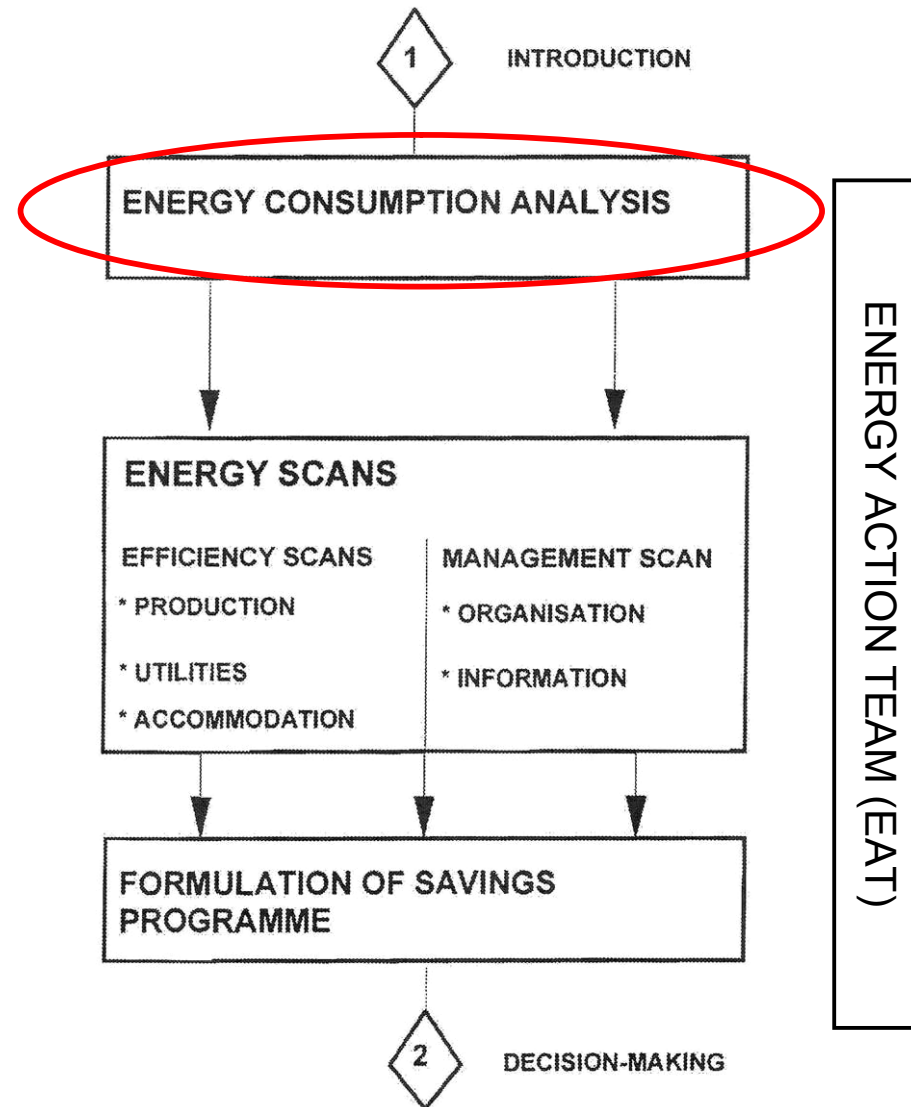 1
INTRODUCTION
ENERGY CONSUMPTION ANALYSIS
ENERGY SCANS
EFFICIENCY SCANS
* PRODUCTION
* UTILITIES
* ACCOMMODATION
MANAGEMENT SCAN
* ORGANISATION
* INFORMATION
FORMULATION OF SAVINGS
PROGRAMME
2
DECISION-MAKING
ENERGY ACTION TEAM (EAT)